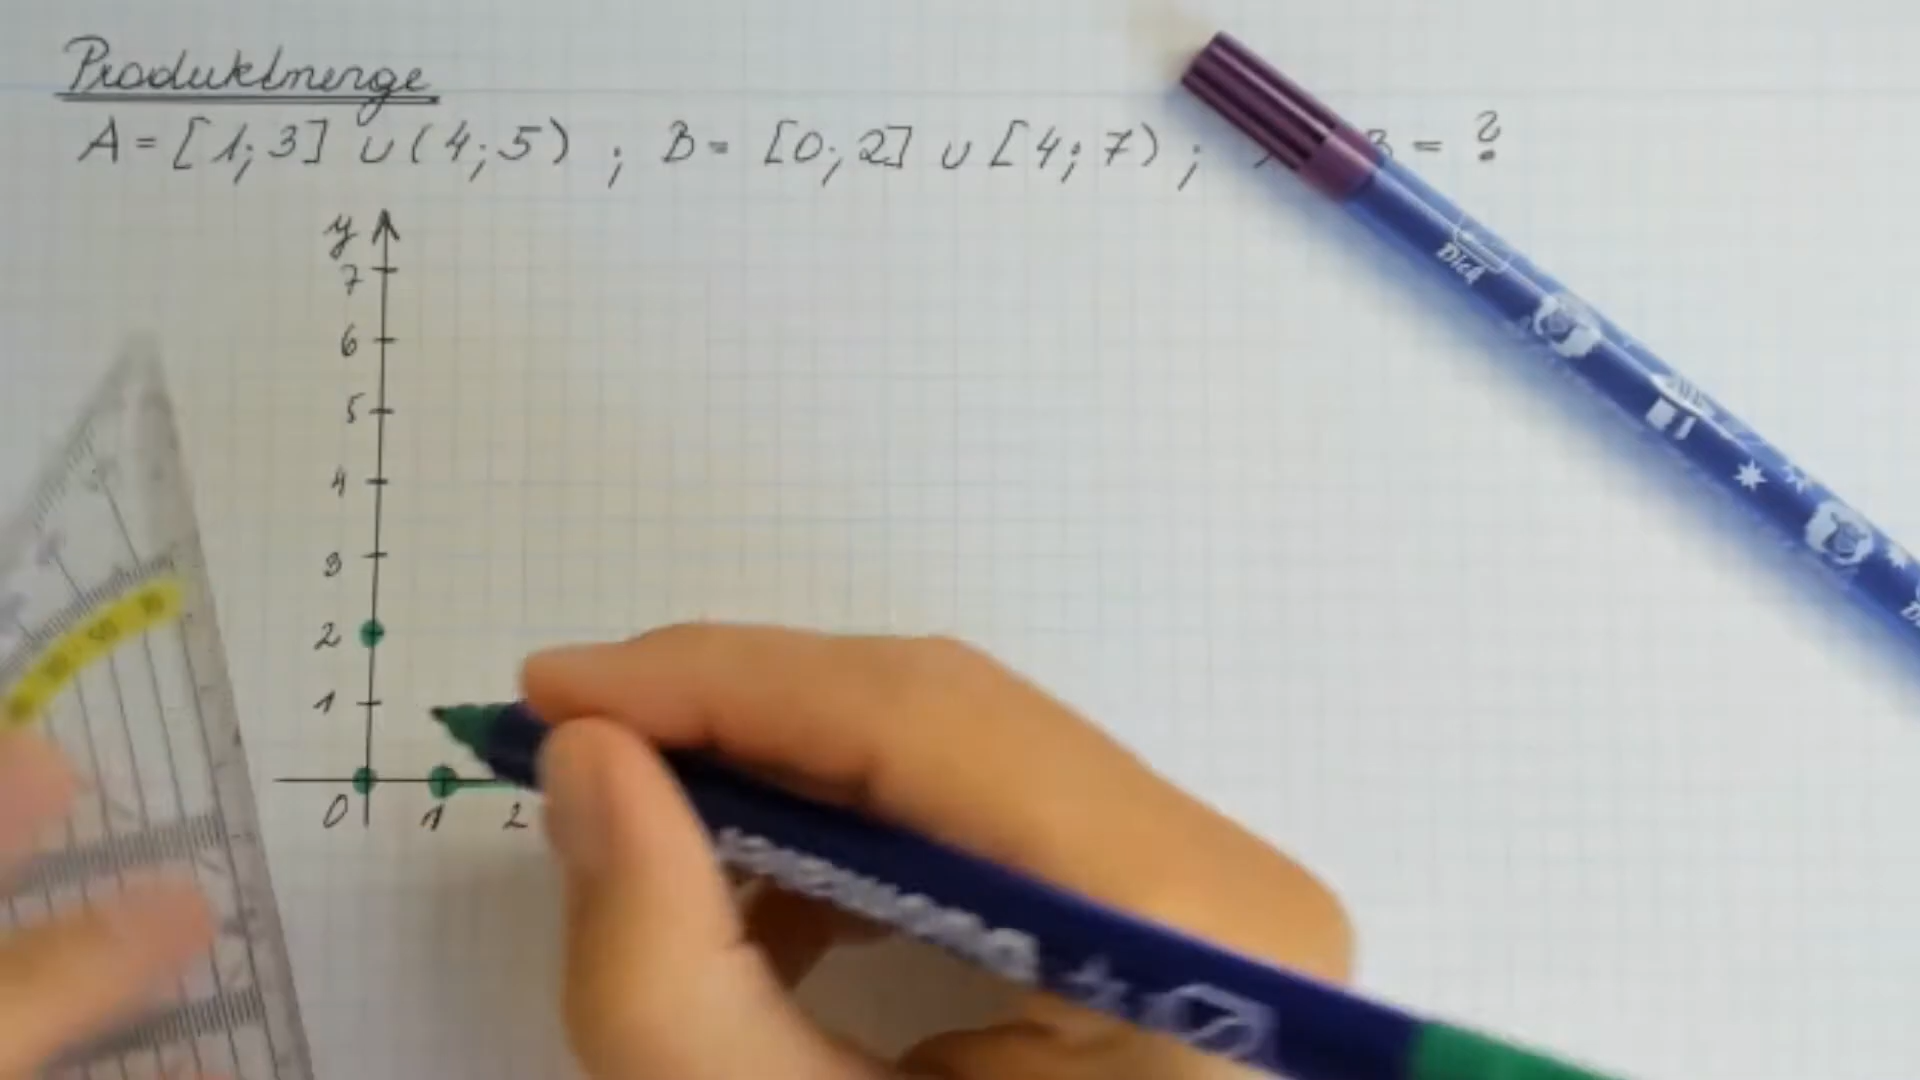 Produktmenge
A = [1; 3] ∪ (4; 5) ; B = [0; 2] ∪ [4; 7) ; B = ?
y
7
6
5
4
3
2
1
0 1 2